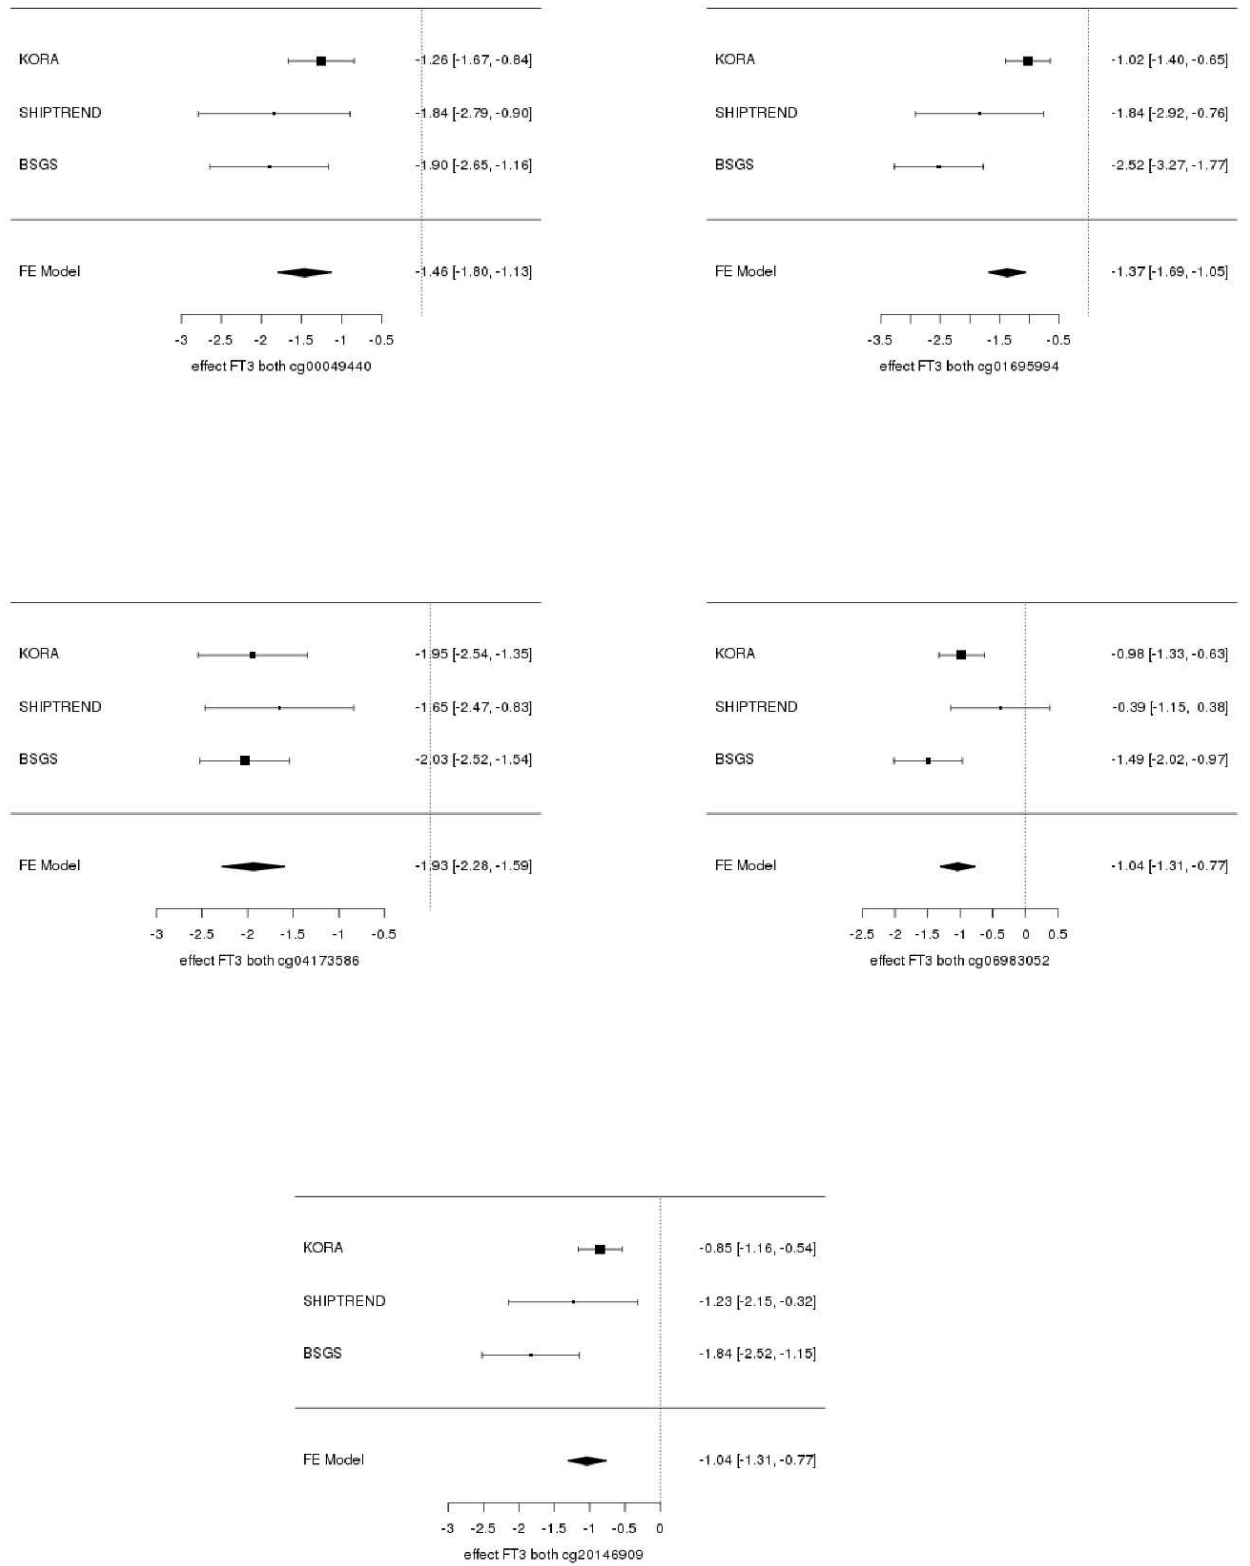 KORA -1.26 [-1.67, -0.84]
SHIPTREND -1.84 [-2.79, -0.90]
BSGS -1.90 [-2.65, -1.16]
FE Model -1.46 [-1.80, -1.13]
-3 -2.5 -2 -1.5 -1 -0.5
effect FT3 both cg00049440
KORA -1.02 [-1.40, -0.65]
SHIPTREND -1.84 [-2.92, -0.76]
BSGS -2.52 [-3.27, -1.77]
FE Model -1.37 [-1.69, -1.05]
-3.5 -2.5 -1.5 -0.5
effect FT3 both cg01695994
KORA -1.95 [-2.54, -1.35]
SHIPTREND -1.65 [-2.47, -0.83]
BSGS -2.03 [-2.52, -1.54]
FE Model -1.93 [-2.28, -1.59]
-3 -2.5 -2 -1.5 -1 -0.5
effect FT3 both cg04173586
KORA -0.98 [-1.33, -0.63]
SHIPTREND -0.39 [-1.15, 0.38]
BSGS -1.49 [-2.02, -0.97]
FE Model -1.04 [-1.31, -0.77]
-2.5 -2 -1.5 -1 -0.5 0 0.5
effect FT3 both cg06983052
KORA -0.85 [-1.16, -0.54]
SHIPTREND -1.23 [-2.15, -0.32]
BSGS -1.84 [-2.52, -1.15]
FE Model -1.04 [-1.31, -0.77]
-3 -2.5 -2 -1.5 -1 -0.5 0
effect FT3 both cg20146909